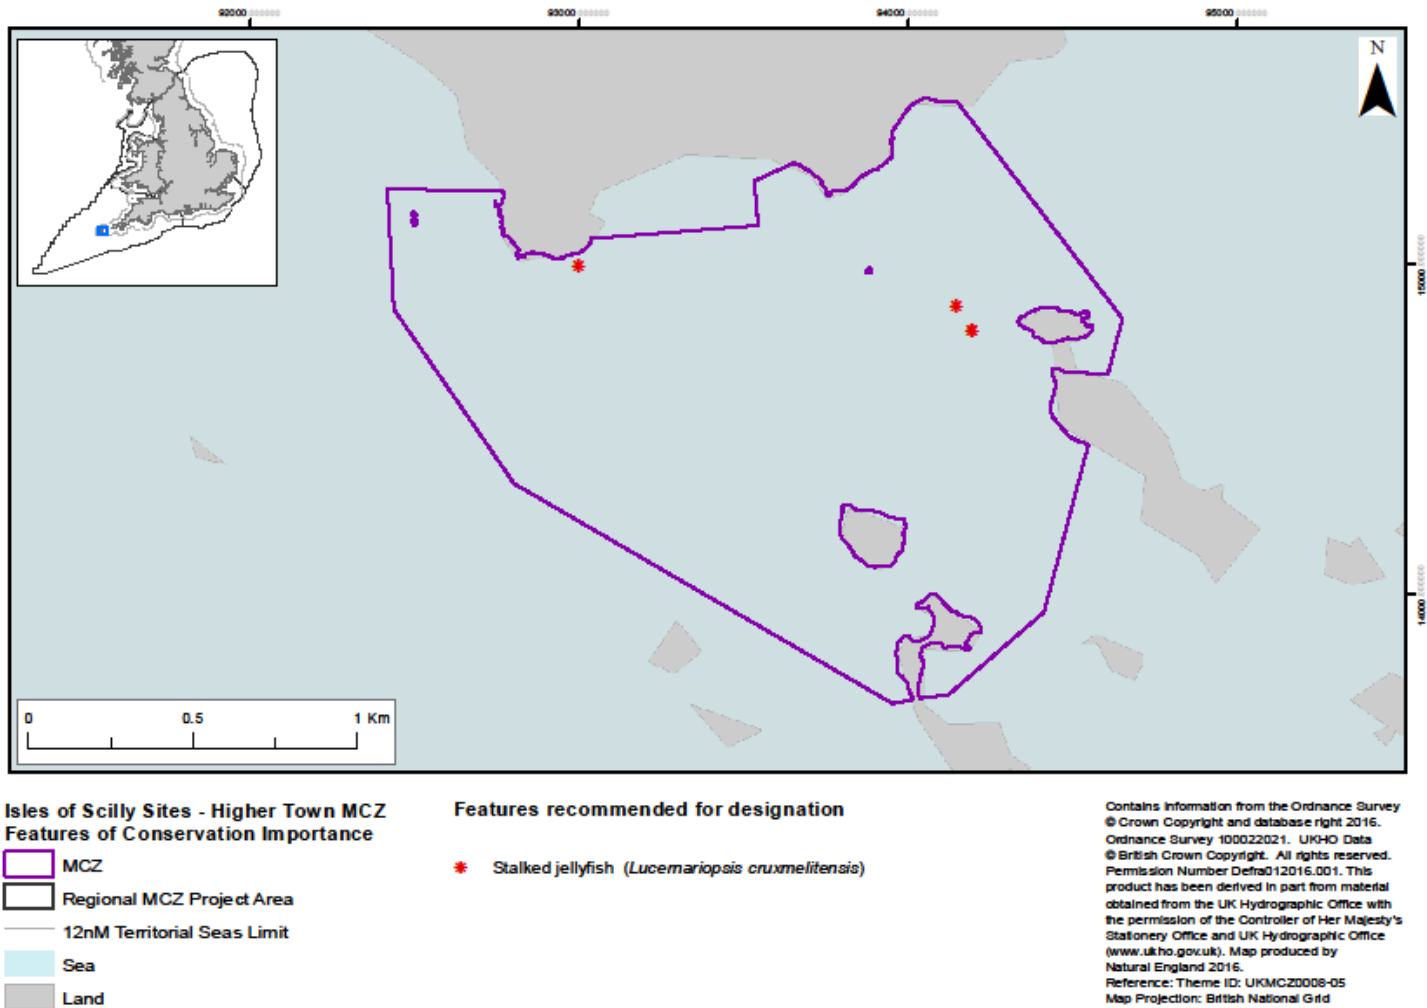 92000.000000 93000.000000 94000.000000 95000.000000
N
15000.000000
14000.000000
0 0.5 1 Km
Isles of Scilly Sites - Higher Town MCZ
Features of Conservation Importance
MCZ
Regional MCZ Project Area
12nM Territorial Seas Limit
Sea
Land
Features recommended for designation
Stalked jellyfish (Lucernariopsis cruxmelitensis)
Contains information from the Ordnance Survey
© Crown Copyright and database right 2016.
Ordnance Survey 100022021. UKHO Data
© British Crown Copyright. All rights reserved.
Permission Number Defra012016.001. This
product has been derived in part from material
obtained from the UK Hydrographic Office with
the permission of the Controller of Her Majesty's
Stationery Office and UK Hydrographic Office
(www.ukho.gov.uk). Map produced by
Natural England 2016.
Reference: Theme ID: UKMCZ0008-05
Map Projection: British National Grid